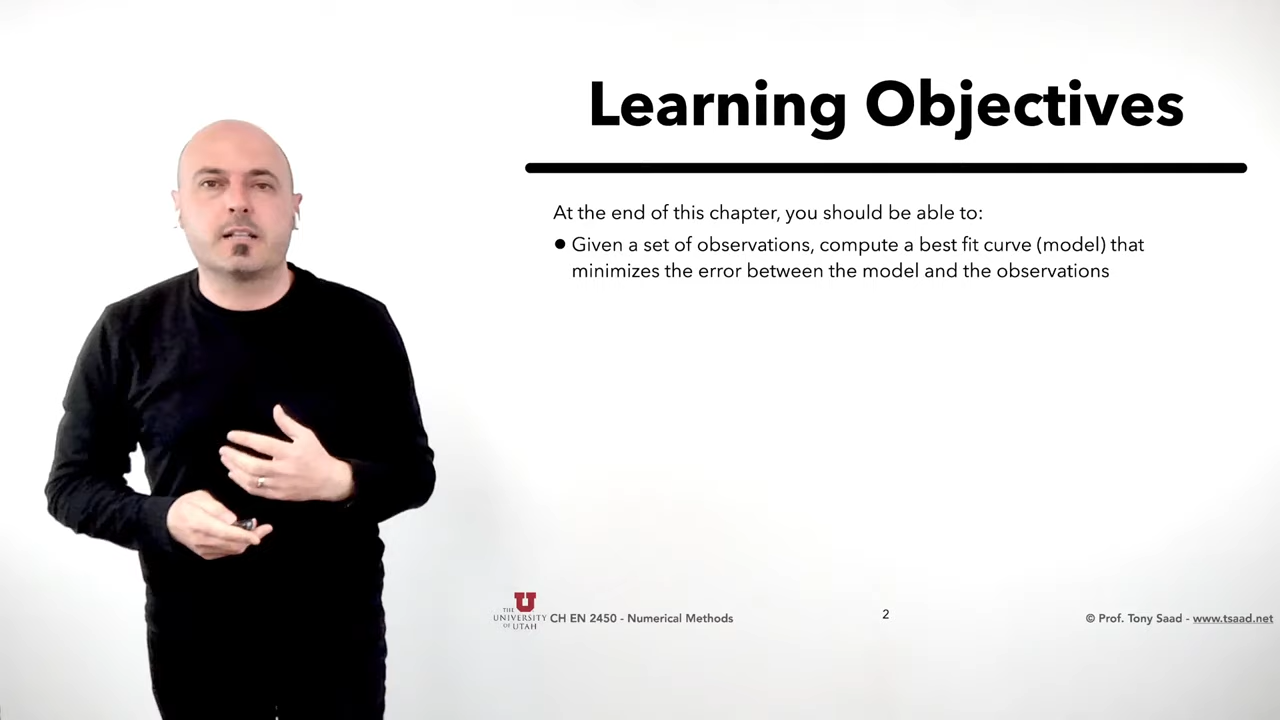 Learning Objectives
At the end of this chapter, you should be able to:
● Given a set of observations, compute a best fit curve (model) that
minimizes the error between the model and the observations
THE
UNIVERSITY
OF UTAH
CH EN 2450 - Numerical Methods
2
© Prof. Tony Saad - www.tsaad.net